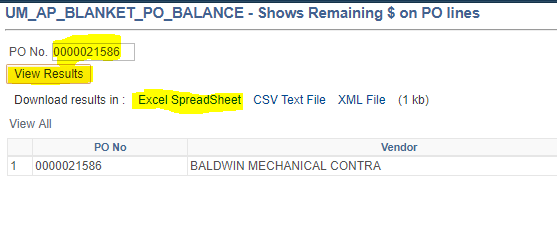 UM_AP_BLANKET_PO_BALANCE - Shows Remaining $ on PO lines
PO No. 0000021586
View Results
Download results in : Excel SpreadSheet CSV Text File XML File (1 kb)
View All
PO No Vendor
1 0000021586 BALDWIN MECHANICAL CONTRA